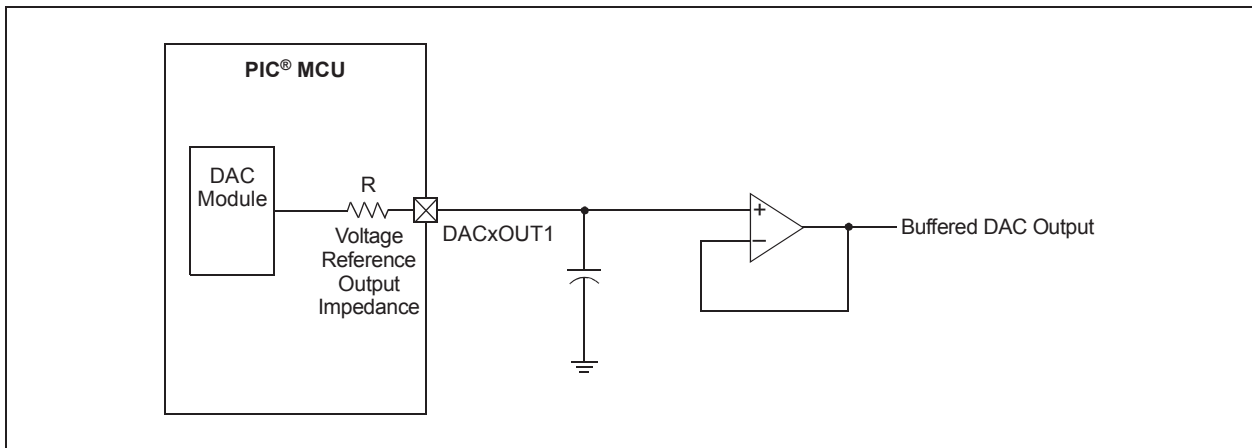 PIC® MCU
DAC
Module
R
Voltage
Reference
Output
Impedance
DACxOUT1
+
–
Buffered DAC Output